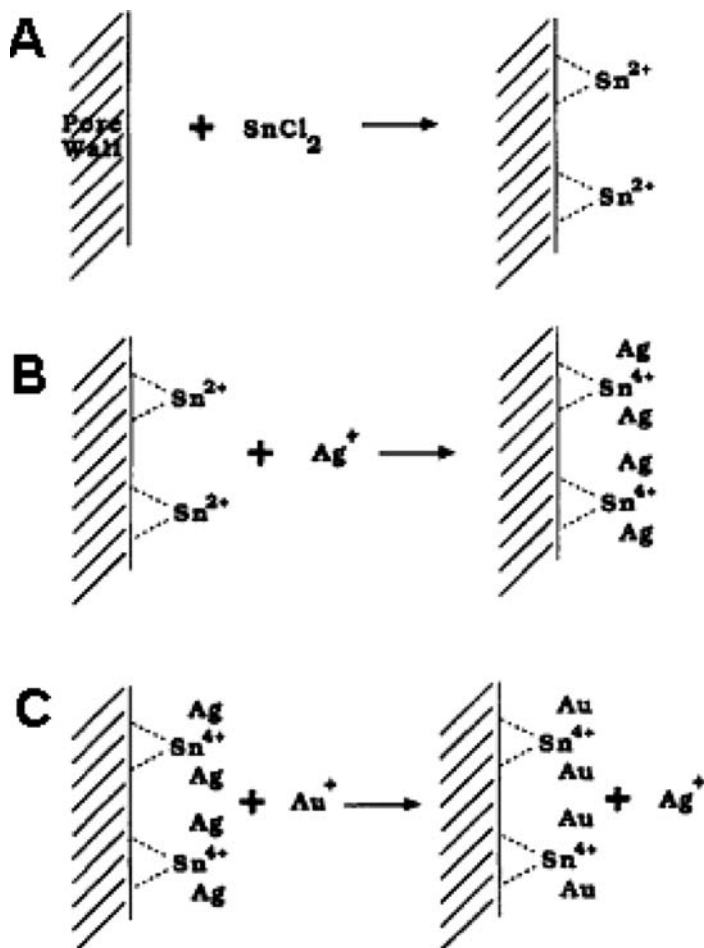 A
Pore
Wall
+ SnCl₂ → Sn²⁺
Sn²⁺
B
Sn²⁺
Sn²⁺
+ Ag⁺ →
Ag
Sn⁴⁺
Ag
Ag
Sn⁴⁺
Ag
C
Ag
Sn⁴⁺
Ag
Ag
Sn⁴⁺
Ag
+ Au⁺ →
Au
Sn⁴⁺
Au
Au
Sn⁴⁺
Au
+ Ag⁺